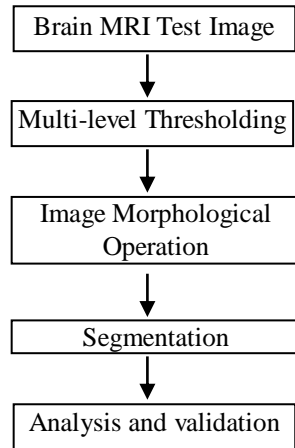 Brain MRI Test Image
Multi-level Thresholding
Image Morphological
Operation
Segmentation
Analysis and validation